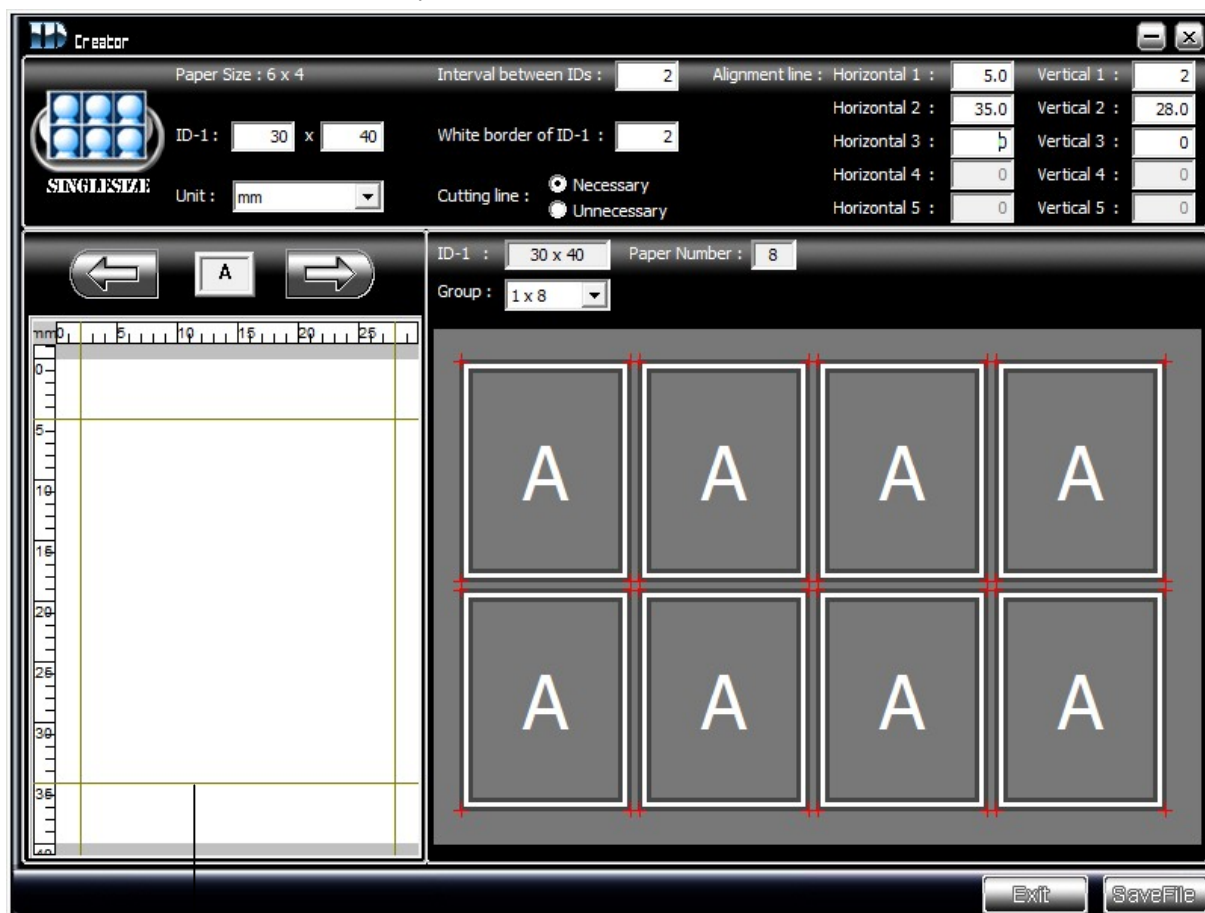 ID Creator
Paper Size : 6 x 4 Interval between IDs : 2 Alignment line : Horizontal 1 : 5.0 Vertical 1 : 2
Horizontal 2 : 35.0 Vertical 2 : 28.0
ID-1 : 30 x 40 White border of ID-1 : 2 Horizontal 3 : Vertical 3 : 0
SINGLESIZE
Unit : mm Cutting line : Necessary Horizontal 4 : 0 Vertical 4 : 0
Unnecessary Horizontal 5 : 0 Vertical 5 : 0
A
ID-1 : 30 x 40 Paper Number : 8
Group : 1 x 8
mm 0 5 10 15 20 25
0
5
10
15
20
25
30
35
40
A A A A
A A A A
Exit SaveFile